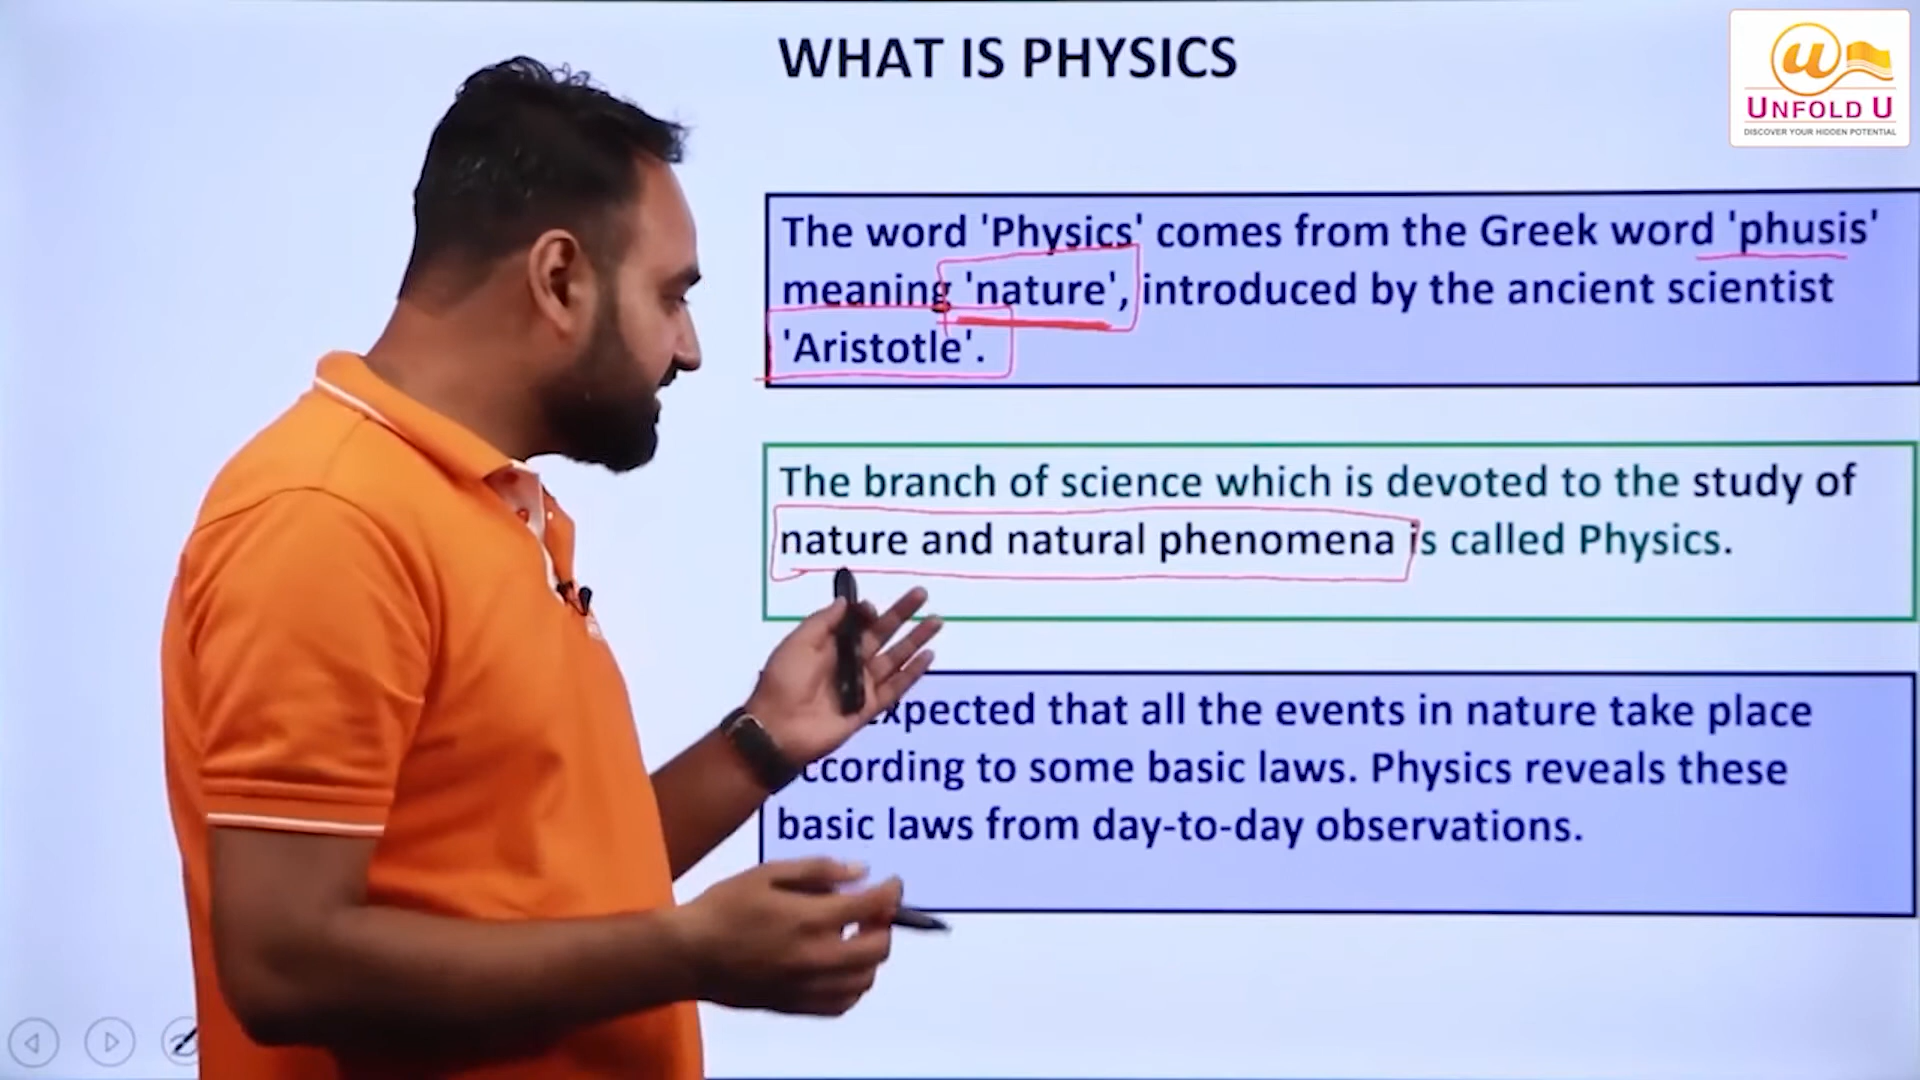 WHAT IS PHYSICS
U
UNFOLD U
DISCOVER YOUR HIDDEN POTENTIAL
The word 'Physics' comes from the Greek word 'phusis'
meaning 'nature', introduced by the ancient scientist
'Aristotle'.
The branch of science which is devoted to the study of
nature and natural phenomena is called Physics.
that all the events in nature take place
to some basic laws. Physics reveals these
basic laws from day-to-day observations.